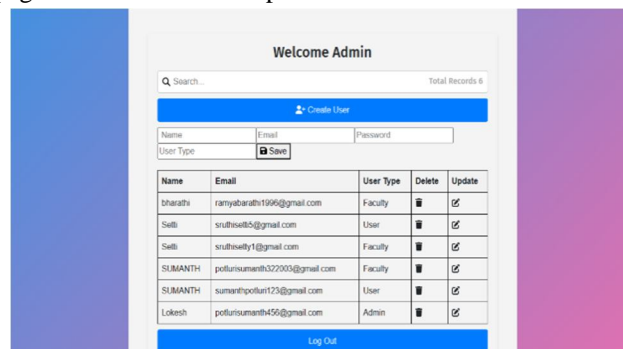 Welcome Admin
Search... Total Records 6
Create User
Name Email Password
User Type Save
Name Email User Type Delete Update
bharathi ramyabarathi1996@gmail.com Faculty
Setti sruthisetti5@gmail.com User
Setti sruthisetty1@gmail.com Faculty
SUMANTH potlurisumanth322003@gmail.com Faculty
SUMANTH sumanthpotluri123@gmail.com User
Lokesh potlurisumanth456@gmail.com Admin
Log Out